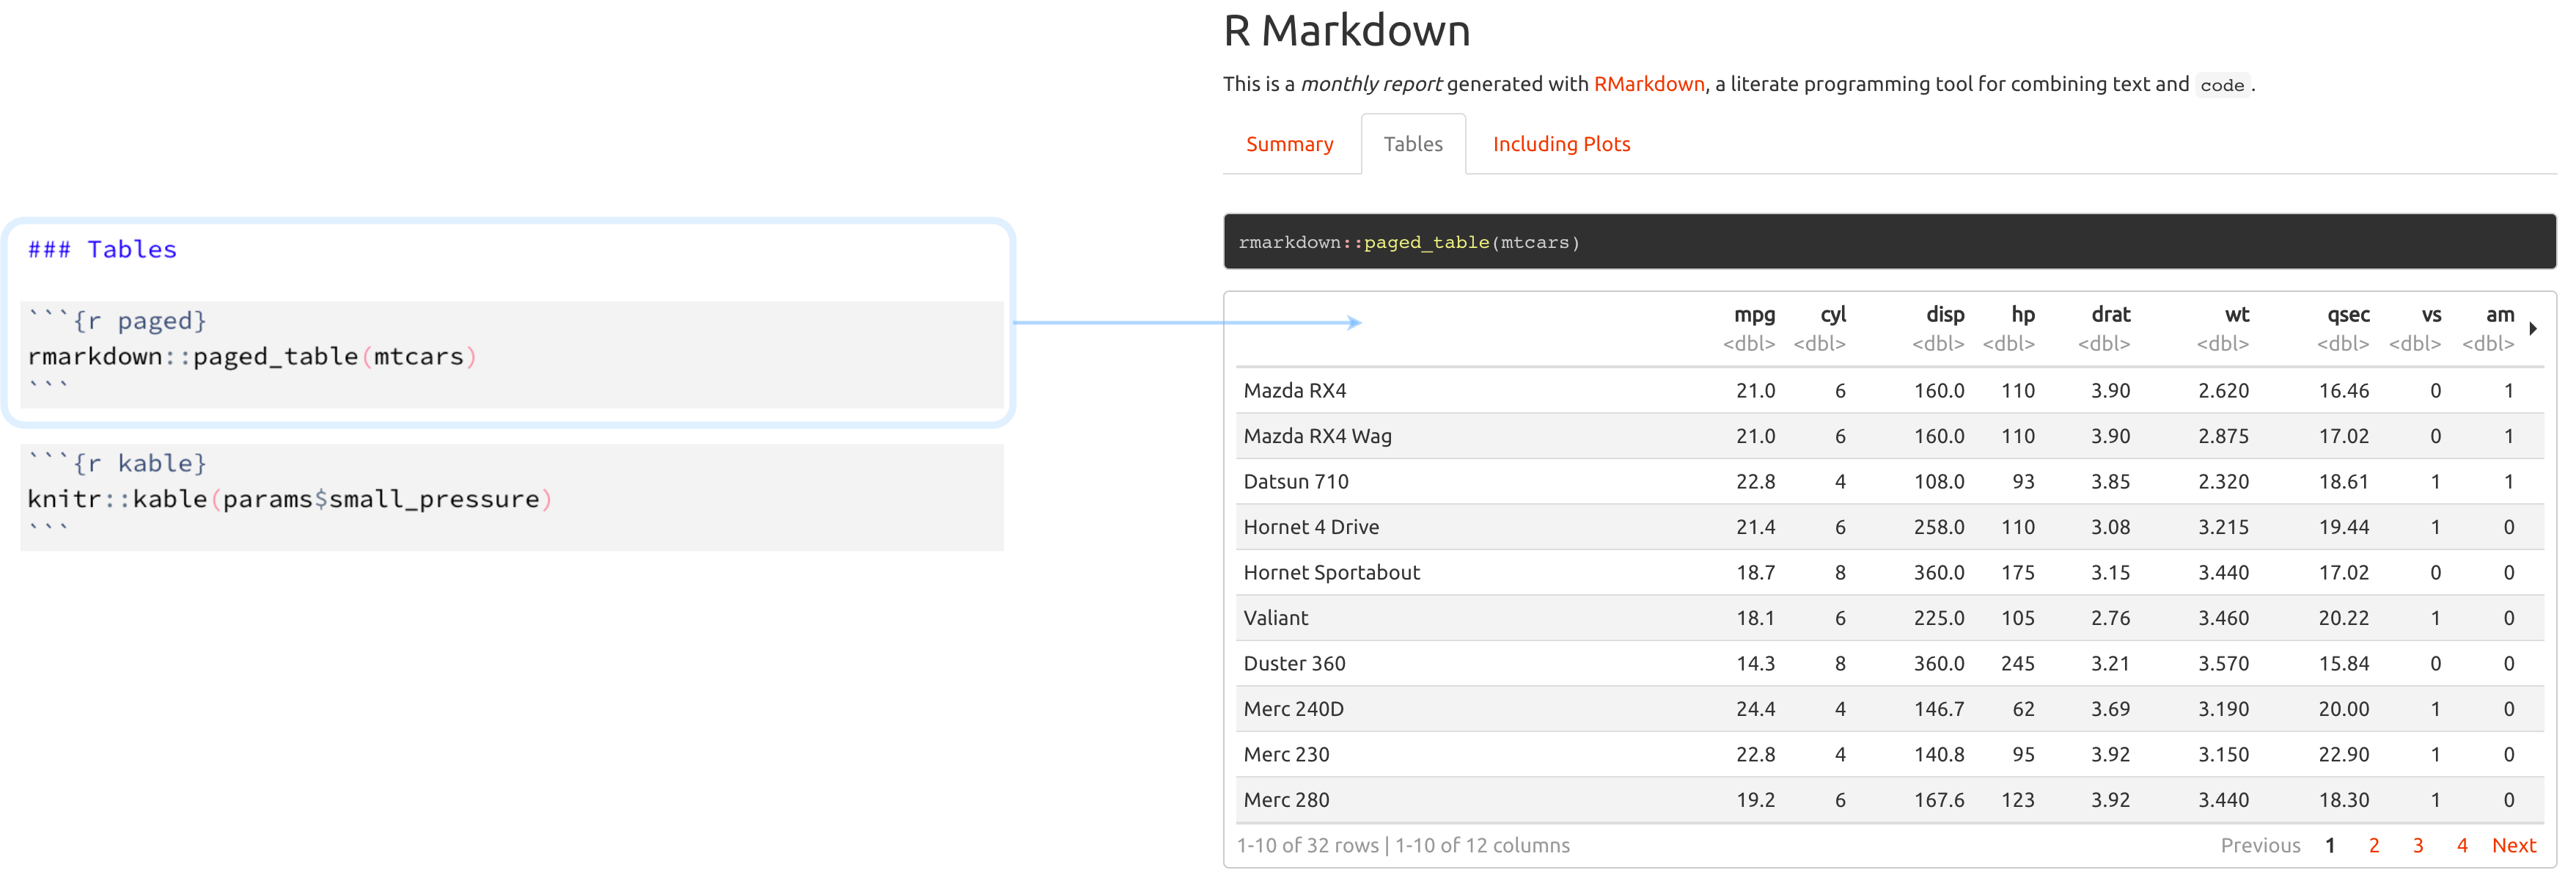 ### Tables
```{r paged}
rmarkdown::paged_table(mtcars)
```
```{r kable}
knitr::kable(params$small_pressure)
```
R Markdown
This is a monthly report generated with RMarkdown, a literate programming tool for combining text and code.
Summary Tables Including Plots
rmarkdown::paged_table(mtcars)
mpg cyl disp hp drat wt qsec vs am
<dbl> <dbl> <dbl> <dbl> <dbl> <dbl> <dbl> <dbl> <dbl>
Mazda RX4 21.0 6 160.0 110 3.90 2.620 16.46 0 1
Mazda RX4 Wag 21.0 6 160.0 110 3.90 2.875 17.02 0 1
Datsun 710 22.8 4 108.0 93 3.85 2.320 18.61 1 1
Hornet 4 Drive 21.4 6 258.0 110 3.08 3.215 19.44 1 0
Hornet Sportabout 18.7 8 360.0 175 3.15 3.440 17.02 0 0
Valiant 18.1 6 225.0 105 2.76 3.460 20.22 1 0
Duster 360 14.3 8 360.0 245 3.21 3.570 15.84 0 0
Merc 240D 24.4 4 146.7 62 3.69 3.190 20.00 1 0
Merc 230 22.8 4 140.8 95 3.92 3.150 22.90 1 0
Merc 280 19.2 6 167.6 123 3.92 3.440 18.30 1 0
1-10 of 32 rows | 1-10 of 12 columns Previous 1 2 3 4 Next